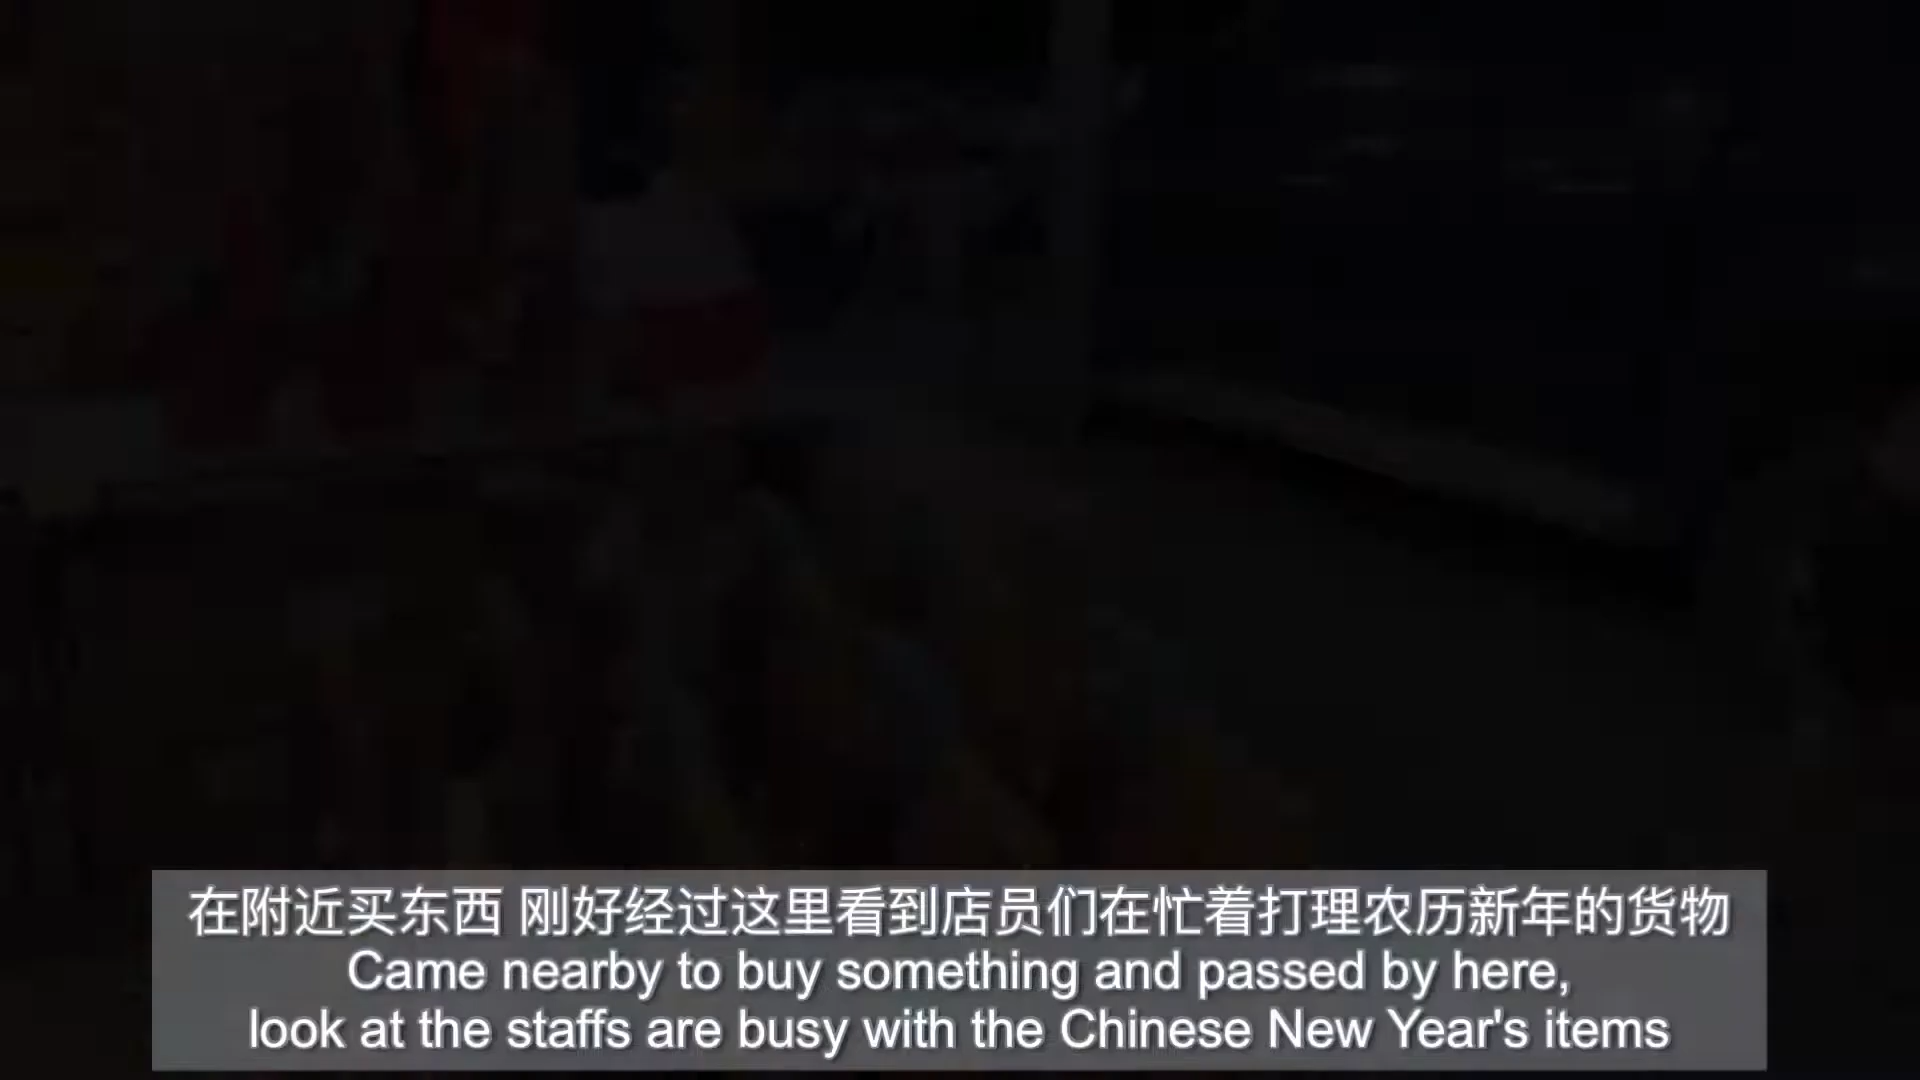 在附近买东西 刚好经过这里看到店员们在忙着打理农历新年的货物
Came nearby to buy something and passed by here,
look at the staffs are busy with the Chinese New Year's items